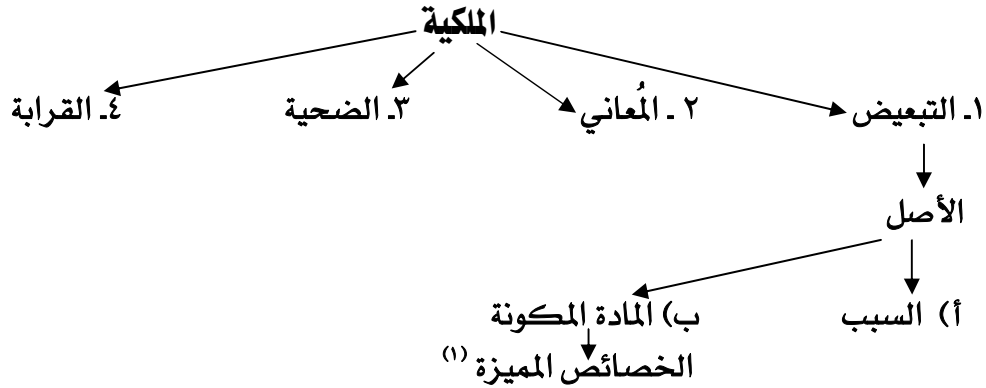 الملكية
١ـ التبعيض ٢ ـ المُعاني ٣ـ الضحية ٤ـ القرابة
الأصل
أ) السبب ب) المادة المكونة
الخصائص المميزة (١)